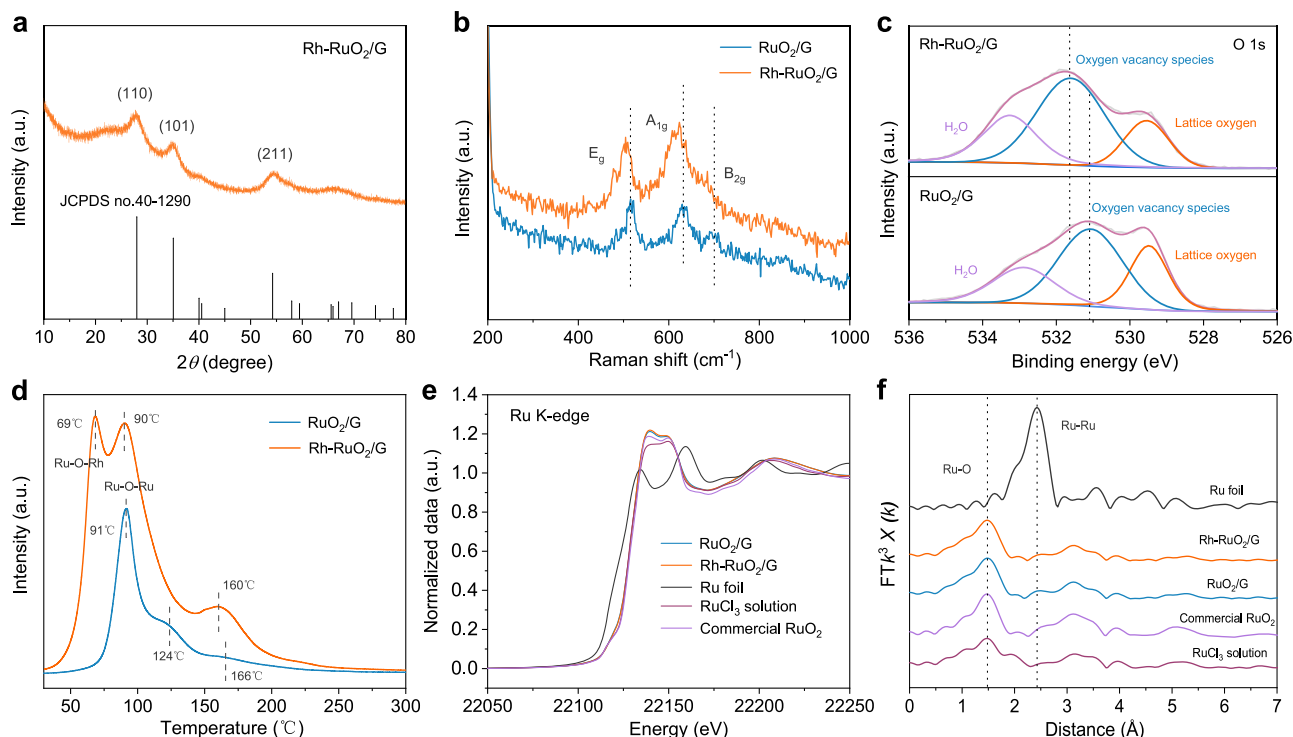 a
Rh-RuO₂/G
(110)
(101)
(211)
JCPDS no.40-1290
Intensity (a.u.)
10 20 30 40 50 60 70 80
2θ (degree)
b
RuO₂/G
Rh-RuO₂/G
E_g
A_1g
B_2g
Intensity (a.u.)
200 400 600 800 1000
Raman shift (cm⁻¹)
c
Rh-RuO₂/G
O 1s
Oxygen vacancy species
H₂O
Lattice oxygen
RuO₂/G
Oxygen vacancy species
H₂O
Lattice oxygen
Intensity (a.u.)
536 534 532 530 528 526
Binding energy (eV)
d
69℃
90℃
RuO₂/G
Rh-RuO₂/G
Ru-O-Rh
Ru-O-Ru
91℃
160℃
124℃
166℃
Intensity (a.u.)
50 100 150 200 250 300
Temperature (℃)
e
Ru K-edge
1.4
1.2
1.0
0.8
0.6
0.4
0.2
0.0
RuO₂/G
Rh-RuO₂/G
Ru foil
RuCl₃ solution
Commercial RuO₂
Normalized data (a.u.)
22050 22100 22150 22200 22250
Energy (eV)
f
Ru-Ru
Ru-O
Ru foil
Rh-RuO₂/G
RuO₂/G
Commercial RuO₂
RuCl₃ solution
FTk³ X (k)
0 1 2 3 4 5 6 7
Distance (Å)